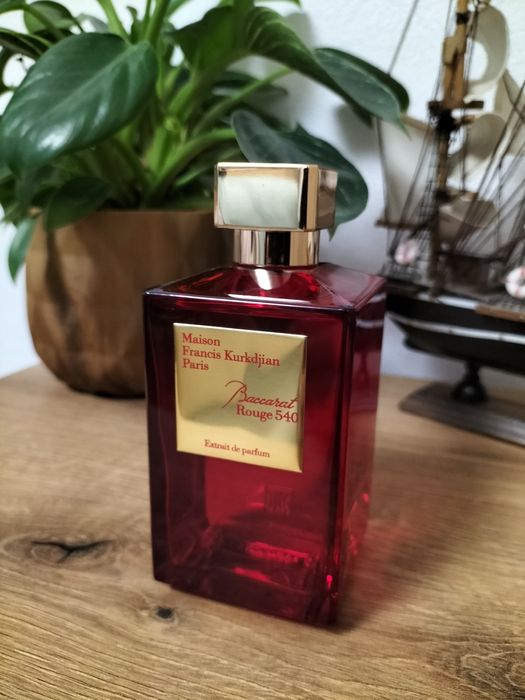 Maison
Francis Kurkdjian
Paris
Baccarat
Rouge 540
Extrait de parfum